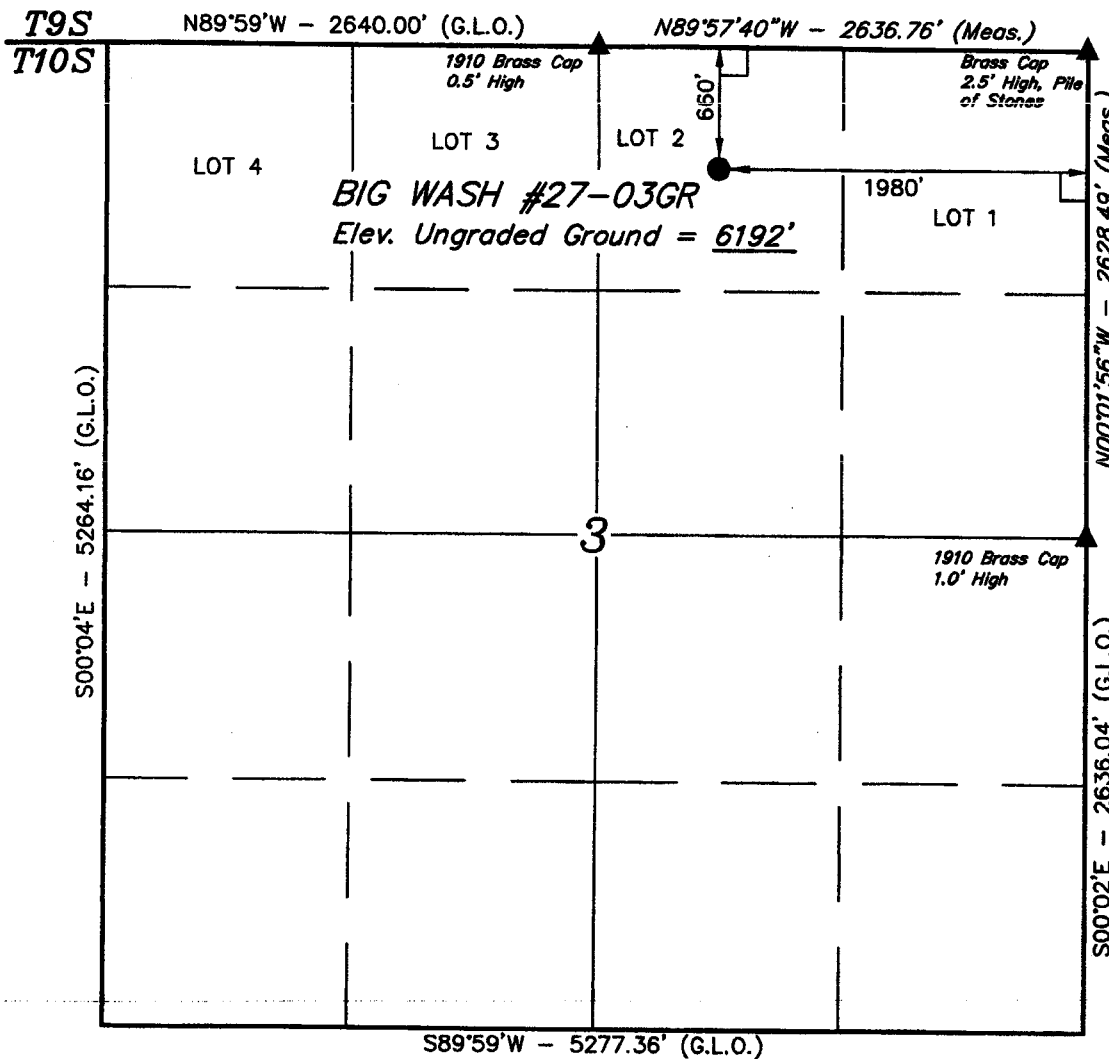 T9S
N89°59'W – 2640.00' (G.L.O.)
N89°57'40"W – 2636.76' (Meas.)
T10S
1910 Brass Cap
0.5' High
Brass Cap
2.5' High, Pile
of Stones
660'
LOT 4
LOT 3
LOT 2
1980'
LOT 1
BIG WASH #27-03GR
Elev. Ungraded Ground = 6192'
N00°01'56"W – 2628.49' (Meas.)
S00°04'E – 5264.16' (G.L.O.)
3
1910 Brass Cap
1.0' High
S00°02'E – 2636.04' (G.L.O.)
S89°59'W – 5277.36' (G.L.O.)